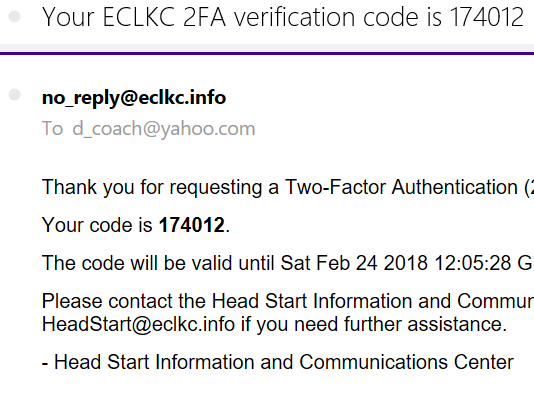 Your ECLKC 2FA verification code is 174012
no_reply@eclkc.info
To d_coach@yahoo.com
Thank you for requesting a Two-Factor Authentication (2
Your code is 174012.
The code will be valid until Sat Feb 24 2018 12:05:28 G
Please contact the Head Start Information and Commun
HeadStart@eclkc.info if you need further assistance.
- Head Start Information and Communications Center